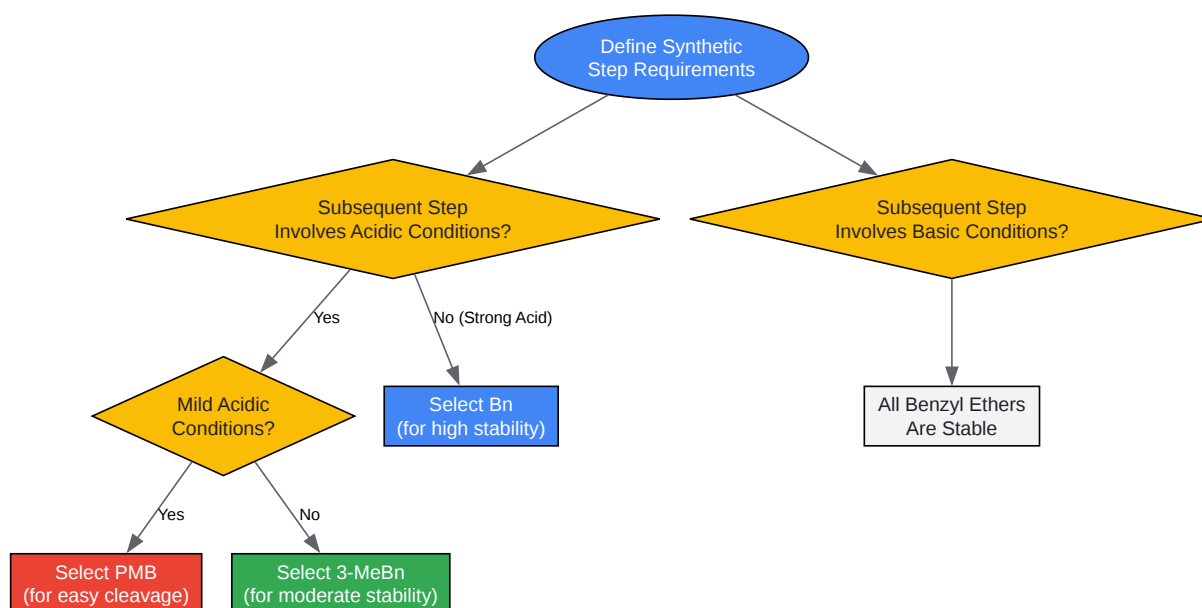 Define Synthetic
Step Requirements
Subsequent Step
Involves Acidic Conditions?
Subsequent Step
Involves Basic Conditions?
Yes
No (Strong Acid)
Mild Acidic
Conditions?
Select Bn
(for high stability)
All Benzyl Ethers
Are Stable
Yes
No
Select PMB
(for easy cleavage)
Select 3-MeBn
(for moderate stability)